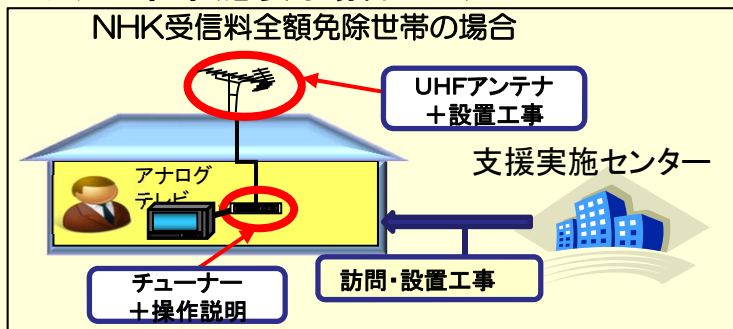 NHK受信料全額免除世帯の場合
UHFアンテナ
+設置工事
アナログ
テレビ
支援実施センター
チューナー
+操作説明
訪問・設置工事